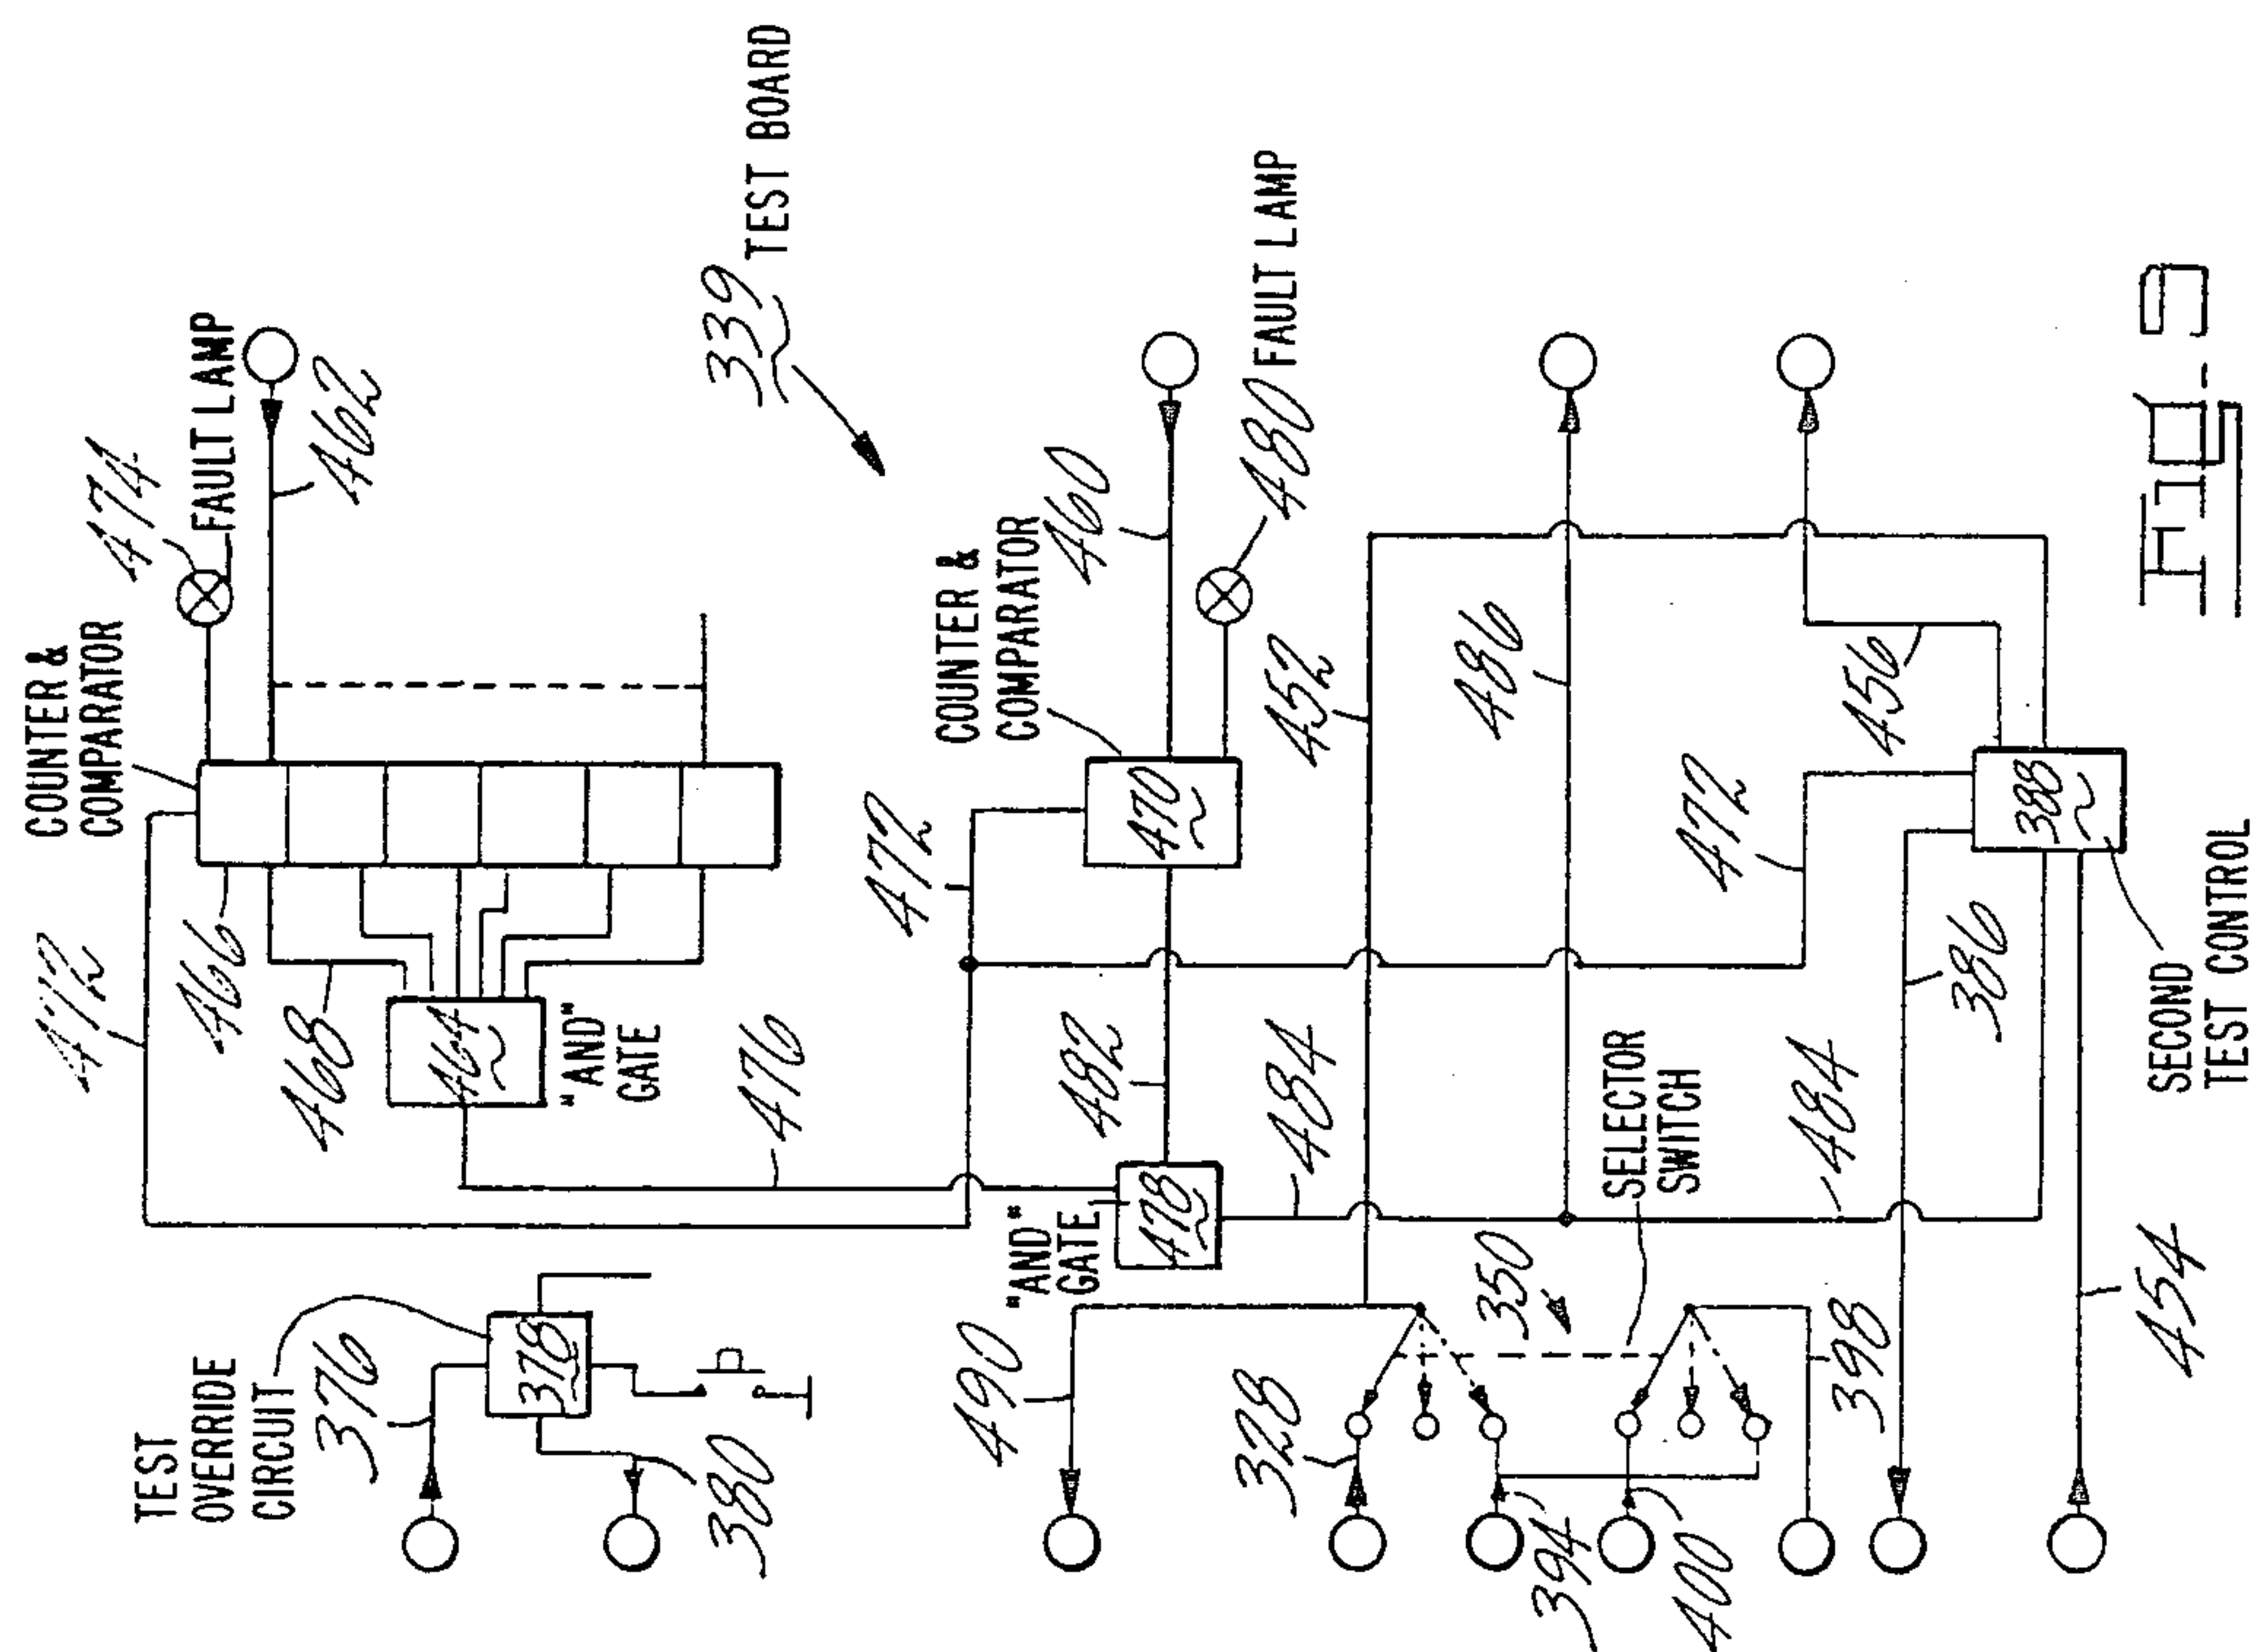 COUNTER &
COMPARATOR
474
FAULT LAMP
462
472
466
468
464
"AND"
GATE
476
339
TEST BOARD
TEST
OVERRIDE
CIRCUIT
376
378
380
COUNTER &
COMPARATOR
460
480
FAULT LAMP
472
470
482
478
"AND"
GATE
484
452
486
490
328
350
SELECTOR
SWITCH
394
400
398
472
456
388
386
484
454
SECOND
TEST CONTROL
FIG. 9